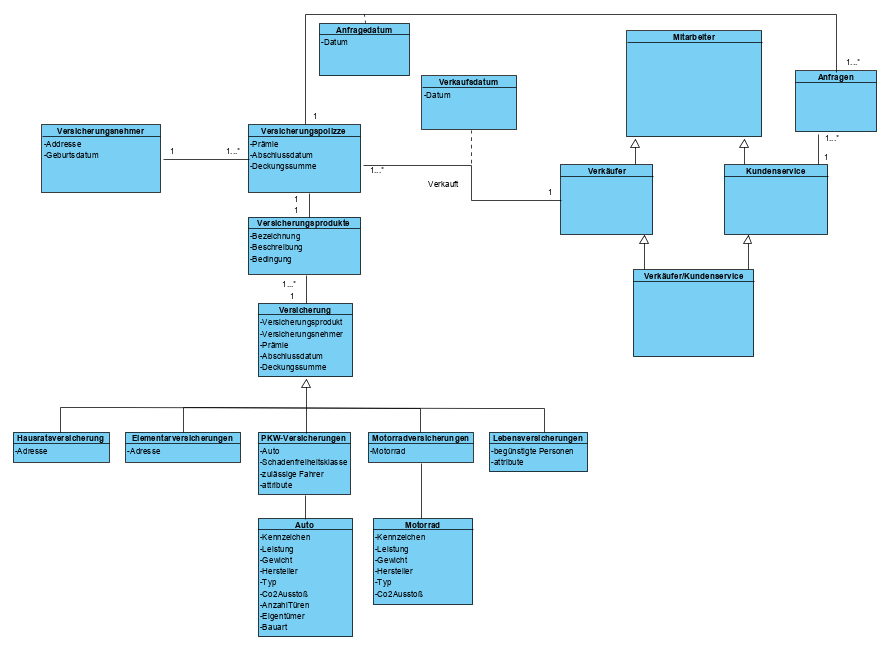 Anfragedatum
-Datum
Mitarbeiter
1...*
Anfragen
Verkaufsdatum
-Datum
1
Versicherungsnehmer
-Addresse
-Geburtsdatum
1
1...*
Versicherungspolizze
-Prämie
-Abschlussdatum
-Deckungssumme
1...*
Verkauft
1
1...*
1
Verkäufer
Kundenservice
1
1
Versicherungsprodukte
-Bezeichnung
-Beschreibung
-Bedingung
Verkäufer/Kundenservice
1...*
1
Versicherung
-Versicherungsprodukt
-Versicherungsnehmer
-Prämie
-Abschlussdatum
-Deckungssumme
Hausratsversicherung
-Adresse
Elementarversicherungen
-Adresse
PKW-Versicherungen
-Auto
-Schadenfreiheitsklasse
-zulässige Fahrer
-attribute
Motorradversicherungen
-Motorrad
Lebensversicherungen
-begünstigte Personen
-attribute
Auto
-Kennzeichen
-Leistung
-Gewicht
-Hersteller
-Typ
-Co2Ausstoß
-AnzahlTüren
-Eigentümer
-Bauart
Motorrad
-Kennzeichen
-Leistung
-Gewicht
-Hersteller
-Typ
-Co2Ausstoß